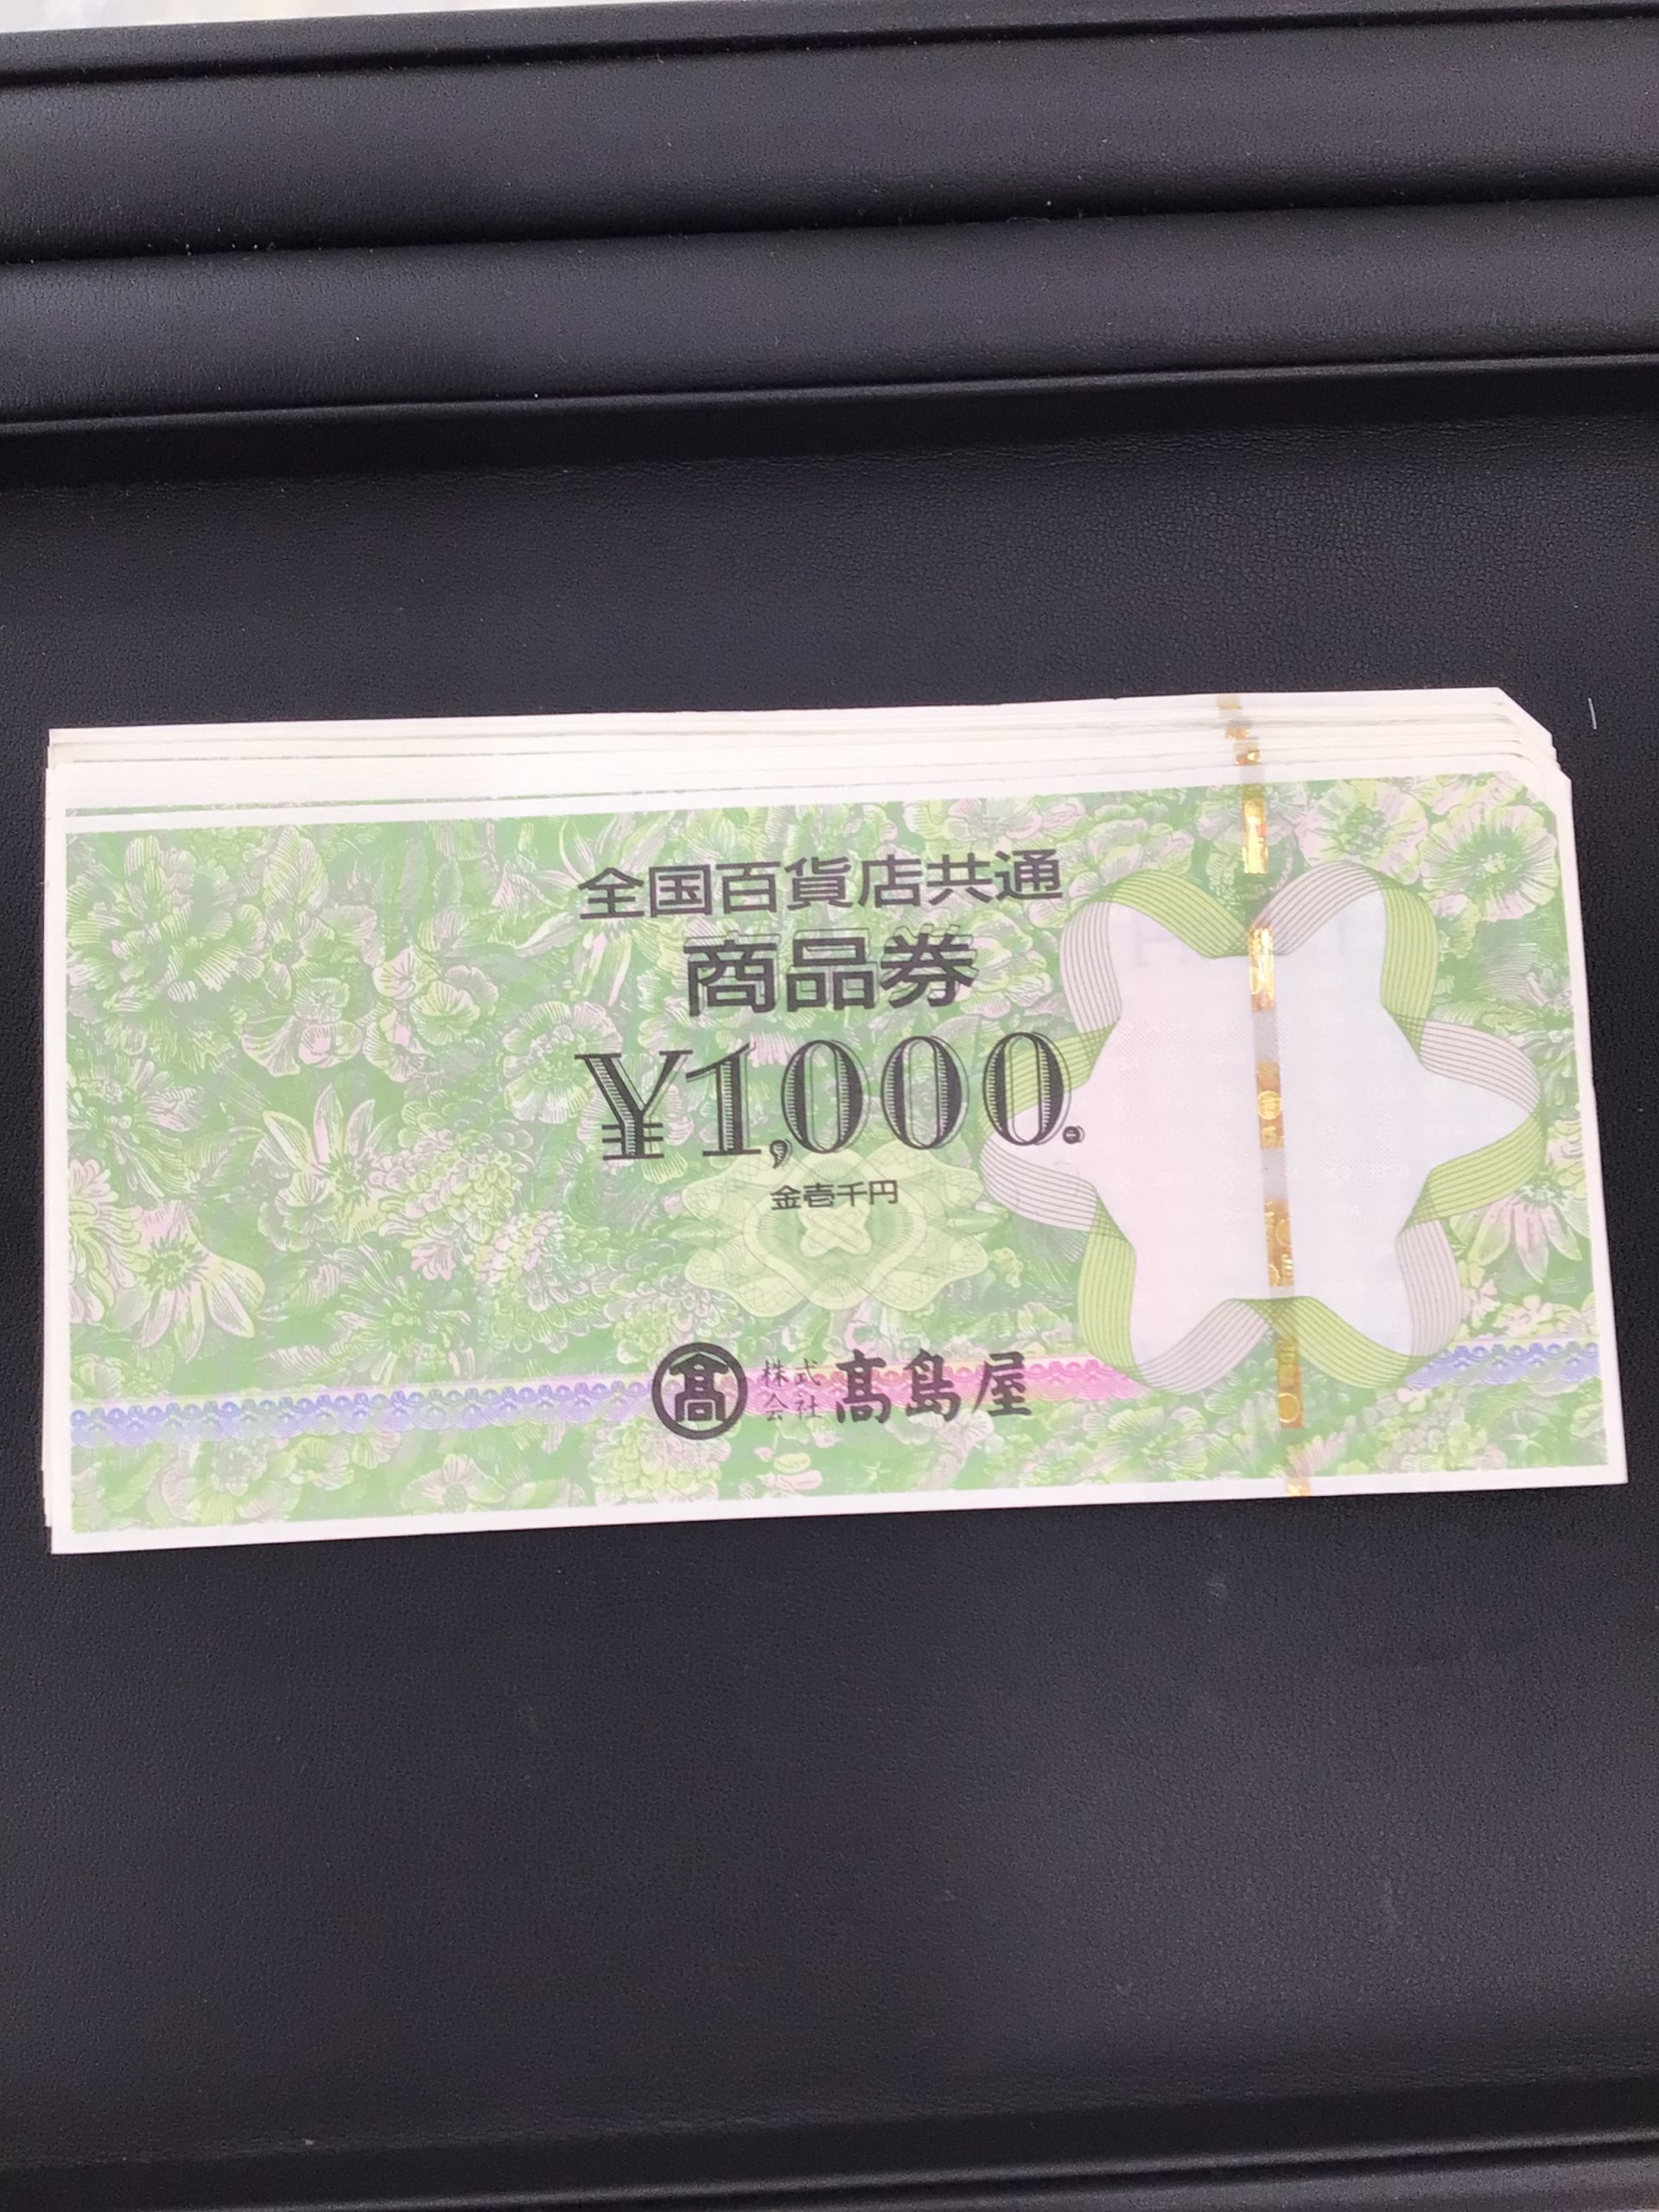 全国百貨店共通
商品券
¥1,000.
金壱千円
髙 株式会社 髙島屋